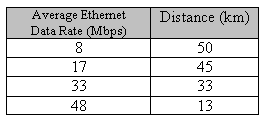 Average Ethernet Distance (km)
Data Rate (Mbps)
8 50
17 45
33 33
48 13